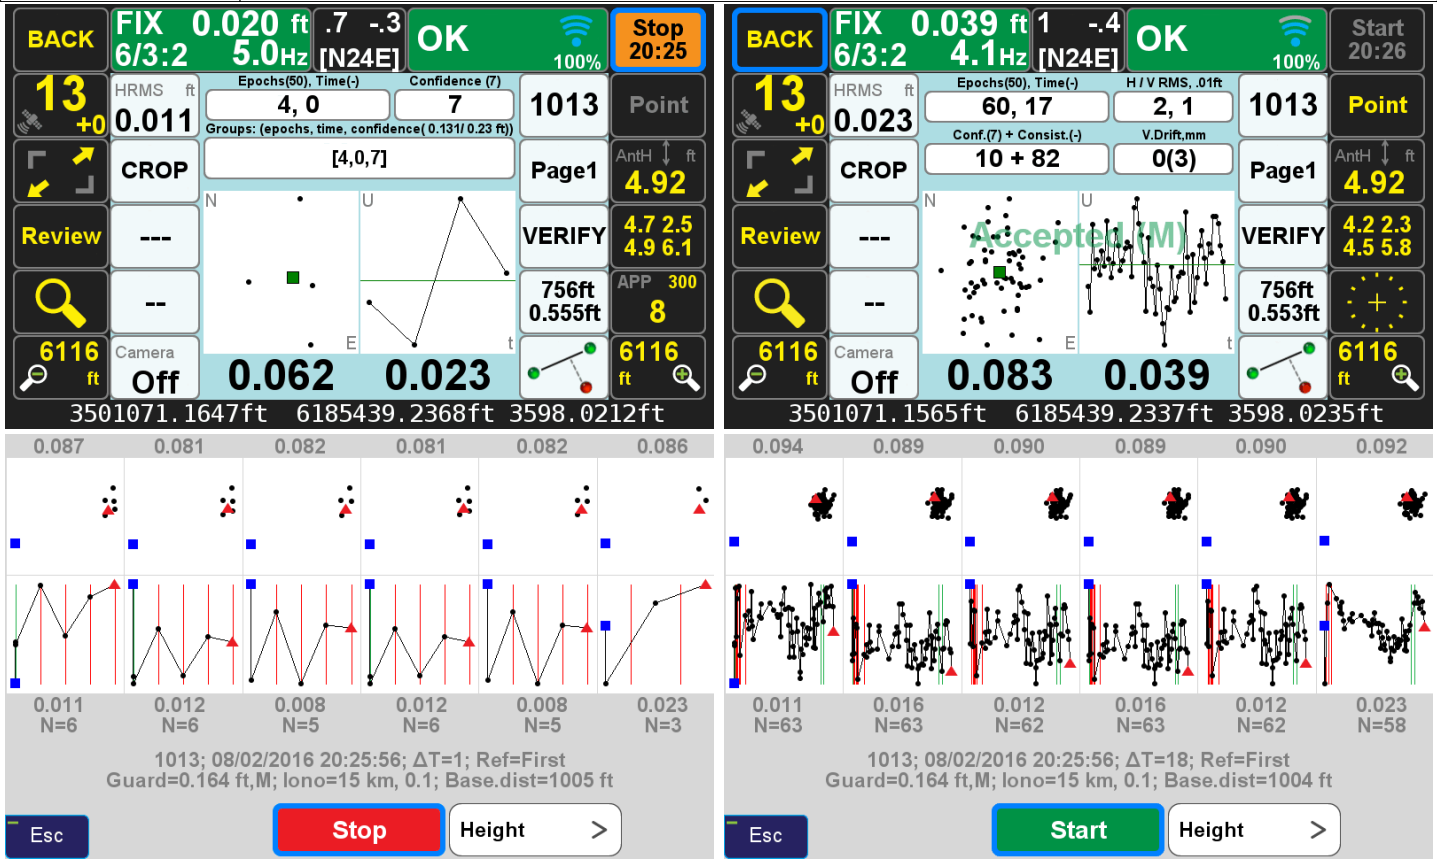 BACK
FIX 0.020 ft
6/3:2 5.0Hz
.7 -.3
[N24E]
OK
100%
Stop
20:25
13
+0
HRMS ft
0.011
Epochs(50), Time(-)
4, 0
Confidence (7)
7
Groups: (epochs, time, confidence( 0.131/ 0.23 ft))
[4,0,7]
1013
Point
CROP
Page1
AntH ft
4.92
Review
---
N
U
VERIFY
4.7 2.5
4.9 6.1
--
756ft
0.555ft
APP 300
8
6116
ft
Camera
Off
E
t
0.062 0.023
6116
ft
3501071.1647ft 6185439.2368ft 3598.0212ft
0.087 0.081 0.082 0.081 0.082 0.086
0.011 0.012 0.008 0.012 0.008 0.023
N=6 N=6 N=5 N=6 N=5 N=3
1013; 08/02/2016 20:25:56; ΔT=1; Ref=First
Guard=0.164 ft,M; Iono=15 km, 0.1; Base.dist=1005 ft
Esc
Stop
Height >
BACK
FIX 0.039 ft
6/3:2 4.1Hz
1 -.4
[N24E]
OK
100%
Start
20:26
13
+0
HRMS ft
0.023
Epochs(50), Time(-)
60, 17
H / V RMS, .01ft
2, 1
Conf.(7) + Consist.(-)
10 + 82
V.Drift,mm
0(3)
1013
Point
CROP
Page1
AntH ft
4.92
Review
---
N
U
Accepted (M)
VERIFY
4.2 2.3
4.5 5.8
--
756ft
0.553ft
6116
ft
Camera
Off
E
t
0.083 0.039
6116
ft
3501071.1565ft 6185439.2337ft 3598.0235ft
0.094 0.089 0.090 0.089 0.090 0.092
0.011 0.016 0.012 0.016 0.012 0.023
N=63 N=63 N=62 N=63 N=62 N=58
1013; 08/02/2016 20:25:56; ΔT=18; Ref=First
Guard=0.164 ft,M; Iono=15 km, 0.1; Base.dist=1004 ft
Esc
Start
Height >